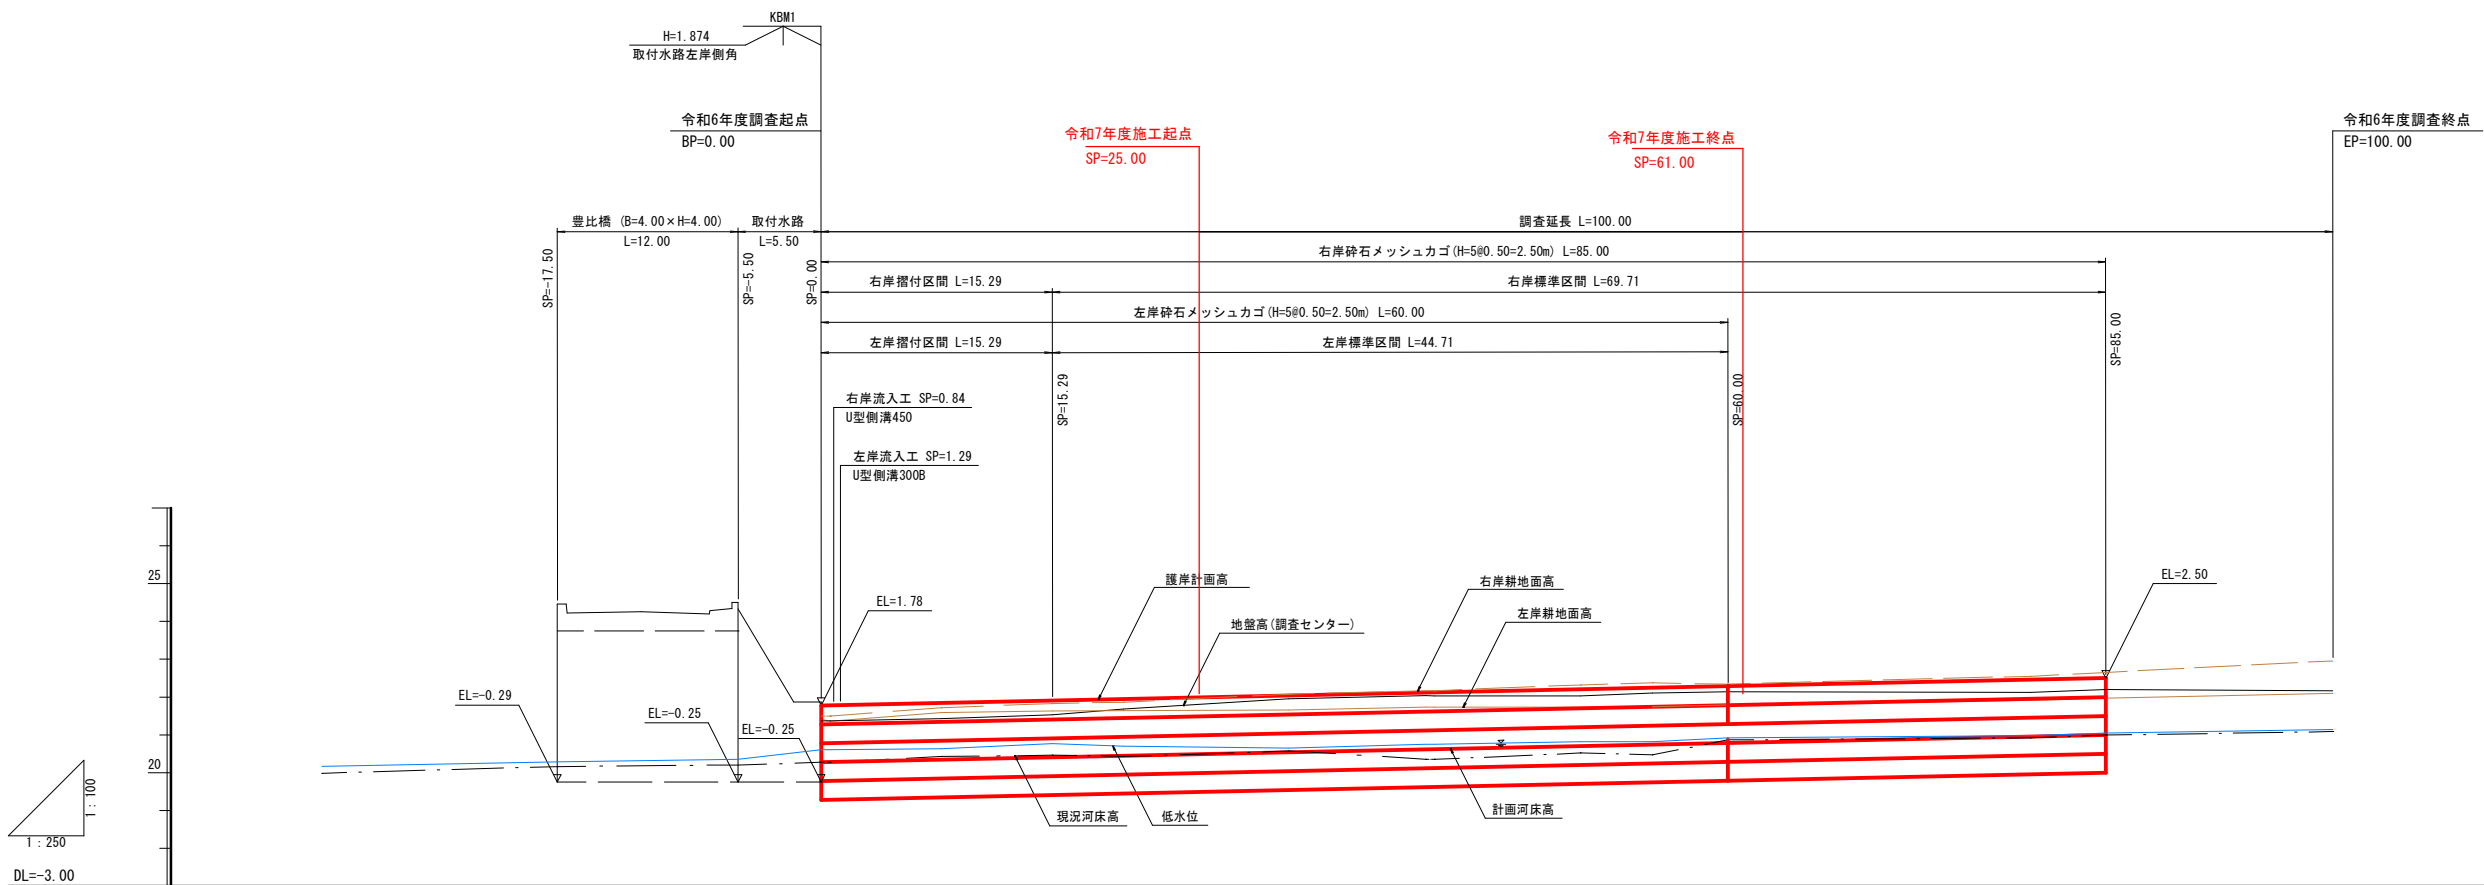 KBM1
H=1.874
取付水路左岸側角
令和6年度調査起点
BP=0.00
令和7年度施工起点
SP=25.00
令和7年度施工終点
SP=61.00
令和6年度調査終点
EP=100.00
豊比橋 (B=4.00×H=4.00)
L=12.00
取付水路
L=5.50
調査延長 L=100.00
SP=-17.50
SP=-5.50
SP=0.00
右岸砕石メッシュカゴ(H=5@0.50=2.50m) L=85.00
右岸摺付区間 L=15.29
右岸標準区間 L=69.71
左岸砕石メッシュカゴ(H=5@0.50=2.50m) L=60.00
左岸摺付区間 L=15.29
左岸標準区間 L=44.71
SP=15.29
SP=60.00
SP=85.00
右岸流入工 SP=0.84
U型側溝450
左岸流入工 SP=1.29
U型側溝300B
25
20
EL=1.78
護岸計画高
地盤高(調査センター)
右岸耕地面高
左岸耕地面高
EL=2.50
EL=-0.29
EL=-0.25
EL=-0.25
現況河床高
低水位
計画河床高
1 : 100
1 : 250
DL=-3.00